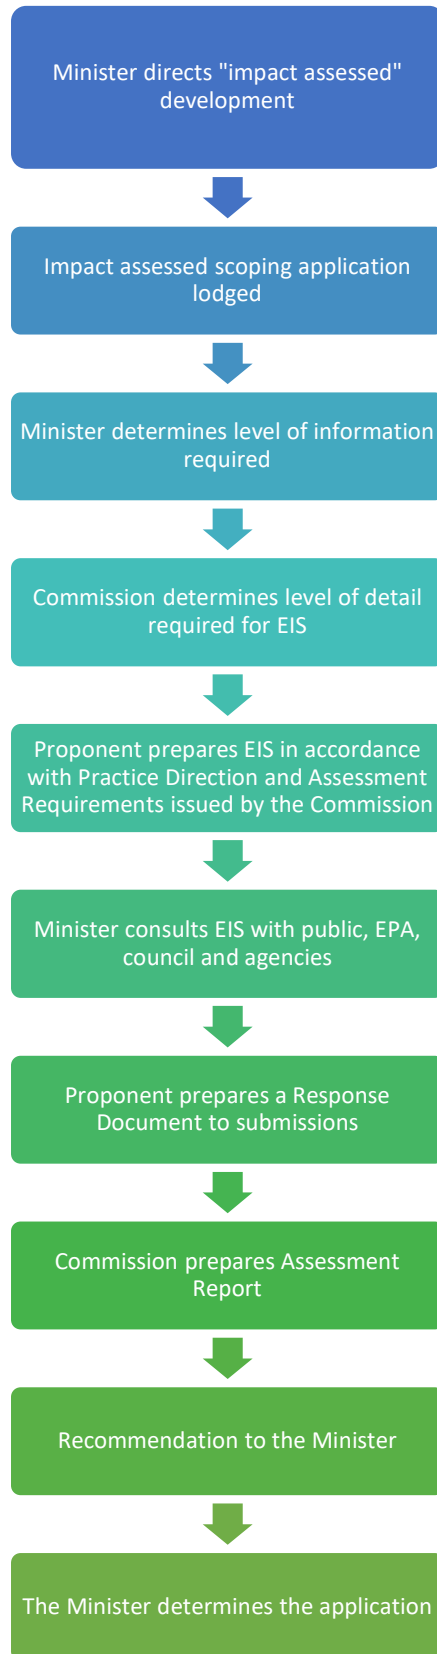 Minister directs "impact assessed"
development
Impact assessed scoping application
lodged
Minister determines level of information
required
Commission determines level of detail
required for EIS
Proponent prepares EIS in accordance
with Practice Direction and Assessment
Requirements issued by the Commission
Minister consults EIS with public, EPA,
council and agencies
Proponent prepares a Response
Document to submissions
Commission prepares Assessment
Report
Recommendation to the Minister
The Minister determines the application